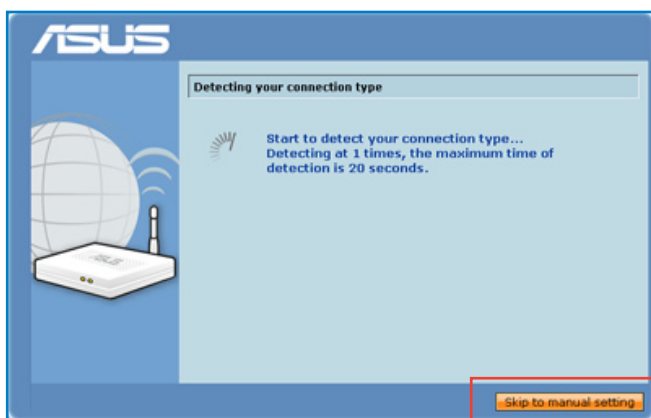 ASUS
Detecting your connection type
Start to detect your connection type...
Detecting at 1 times, the maximum time of
detection is 20 seconds.
ASUS
Skip to manual setting